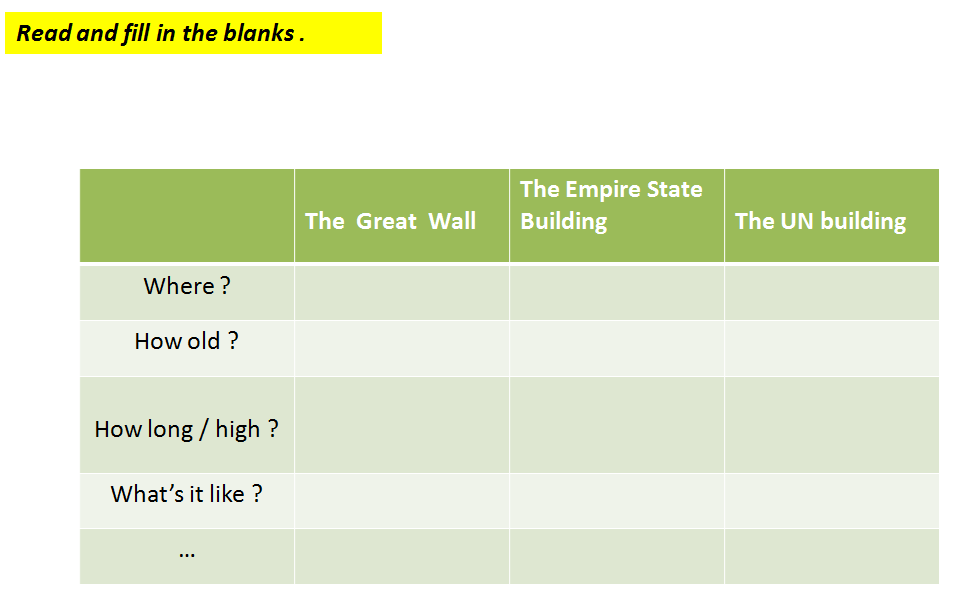 Read and fill in the blanks .
The Great Wall
The Empire State
Building
The UN building
Where ?
How old ?
How long / high ?
What’s it like ?
…